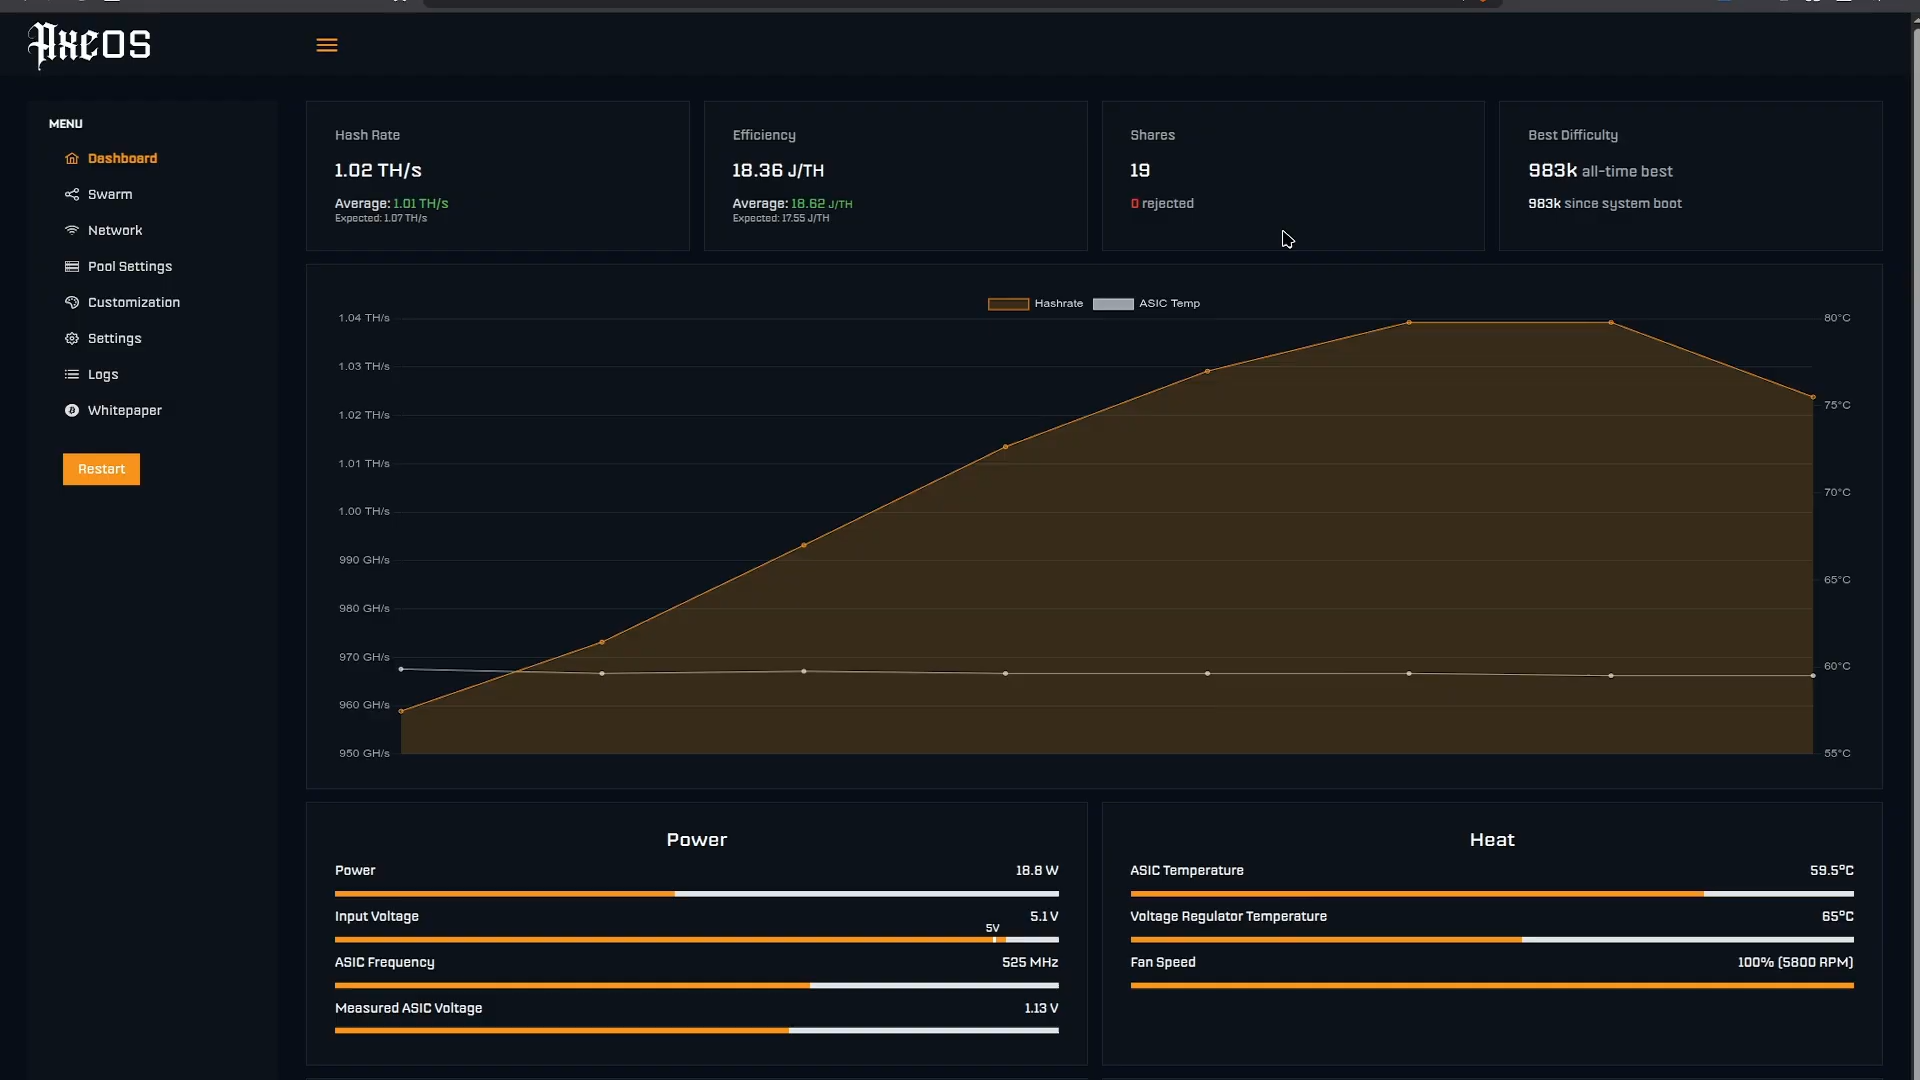 AxeOS
MENU
Dashboard
Swarm
Network
Pool Settings
Customization
Settings
Logs
Whitepaper
Restart
Hash Rate
1.02 TH/s
Average: 1.01 TH/s
Expected: 1.07 TH/s
Efficiency
18.36 J/TH
Average: 18.62 J/TH
Expected: 17.55 J/TH
Shares
19
0 rejected
Best Difficulty
983k all-time best
983k since system boot
Hashrate ASIC Temp
1.04 TH/s
1.03 TH/s
1.02 TH/s
1.01 TH/s
1.00 TH/s
990 GH/s
980 GH/s
970 GH/s
960 GH/s
950 GH/s
80°C
75°C
70°C
65°C
60°C
55°C
Power
Power 18.8 W
Input Voltage 5.1 V
5V
ASIC Frequency 525 MHz
Measured ASIC Voltage 1.13 V
Heat
ASIC Temperature 59.5°C
Voltage Regulator Temperature 65°C
Fan Speed 100% (5800 RPM)